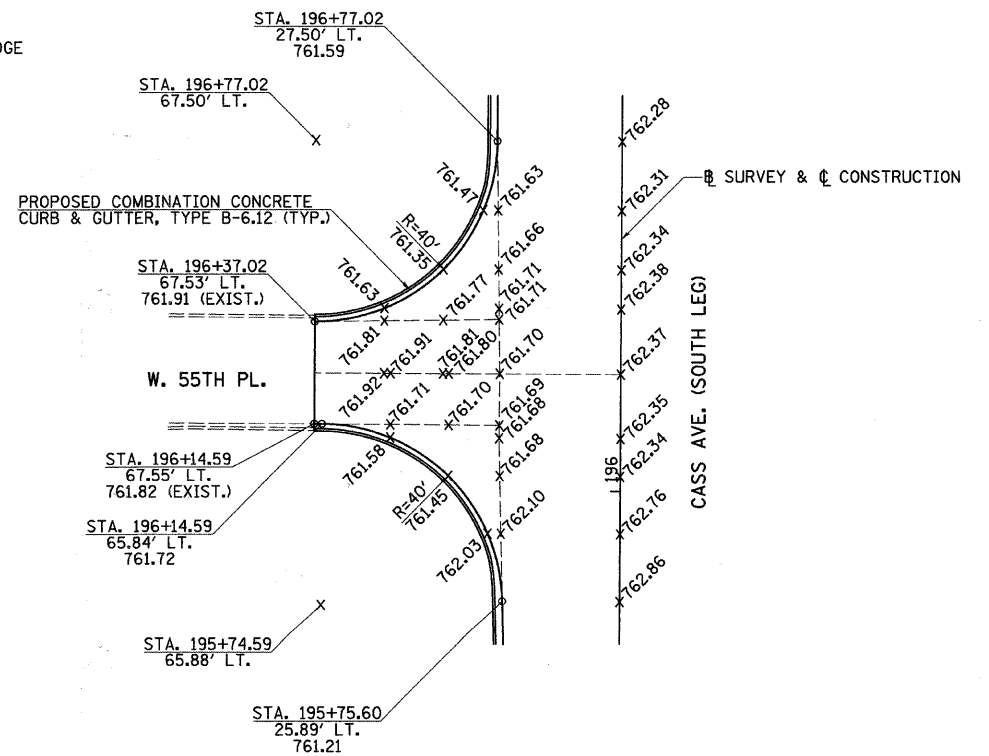 STA. 196+77.02
27.50' LT.
761.59
OGE
STA. 196+77.02
67.50' LT.
762.28
761.47
761.63
762.31
℄ SURVEY & ℄ CONSTRUCTION
PROPOSED COMBINATION CONCRETE
CURB & GUTTER, TYPE B-6.12 (TYP.)
R=40'
761.35
761.66
762.34
STA. 196+37.02
67.53' LT.
761.91 (EXIST.)
761.63
761.77
761.71
761.71
762.38
761.81
761.91
761.81
761.80
761.70
762.37
W. 55TH PL.
CASS AVE. (SOUTH LEG)
761.92
761.71
761.70
761.69
761.68
762.35
STA. 196+14.59
67.55' LT.
761.82 (EXIST.)
761.58
761.68
762.34
196
R=40'
761.45
STA. 196+14.59
65.84' LT.
761.72
762.03
762.10
762.76
762.86
STA. 195+74.59
65.88' LT.
STA. 195+75.60
25.89' LT.
761.21